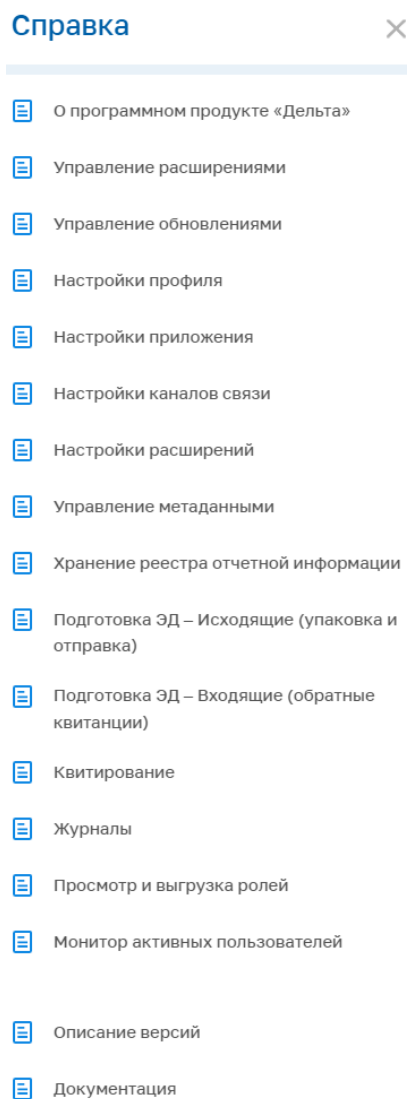 Справка
О программном продукте «Дельта»
Управление расширениями
Управление обновлениями
Настройки профиля
Настройки приложения
Настройки каналов связи
Настройки расширений
Управление метаданными
Хранение реестра отчетной информации
Подготовка ЭД – Исходящие (упаковка и
отправка)
Подготовка ЭД – Входящие (обратные
квитанции)
Квитирование
Журналы
Просмотр и выгрузка ролей
Монитор активных пользователей
Описание версий
Документация